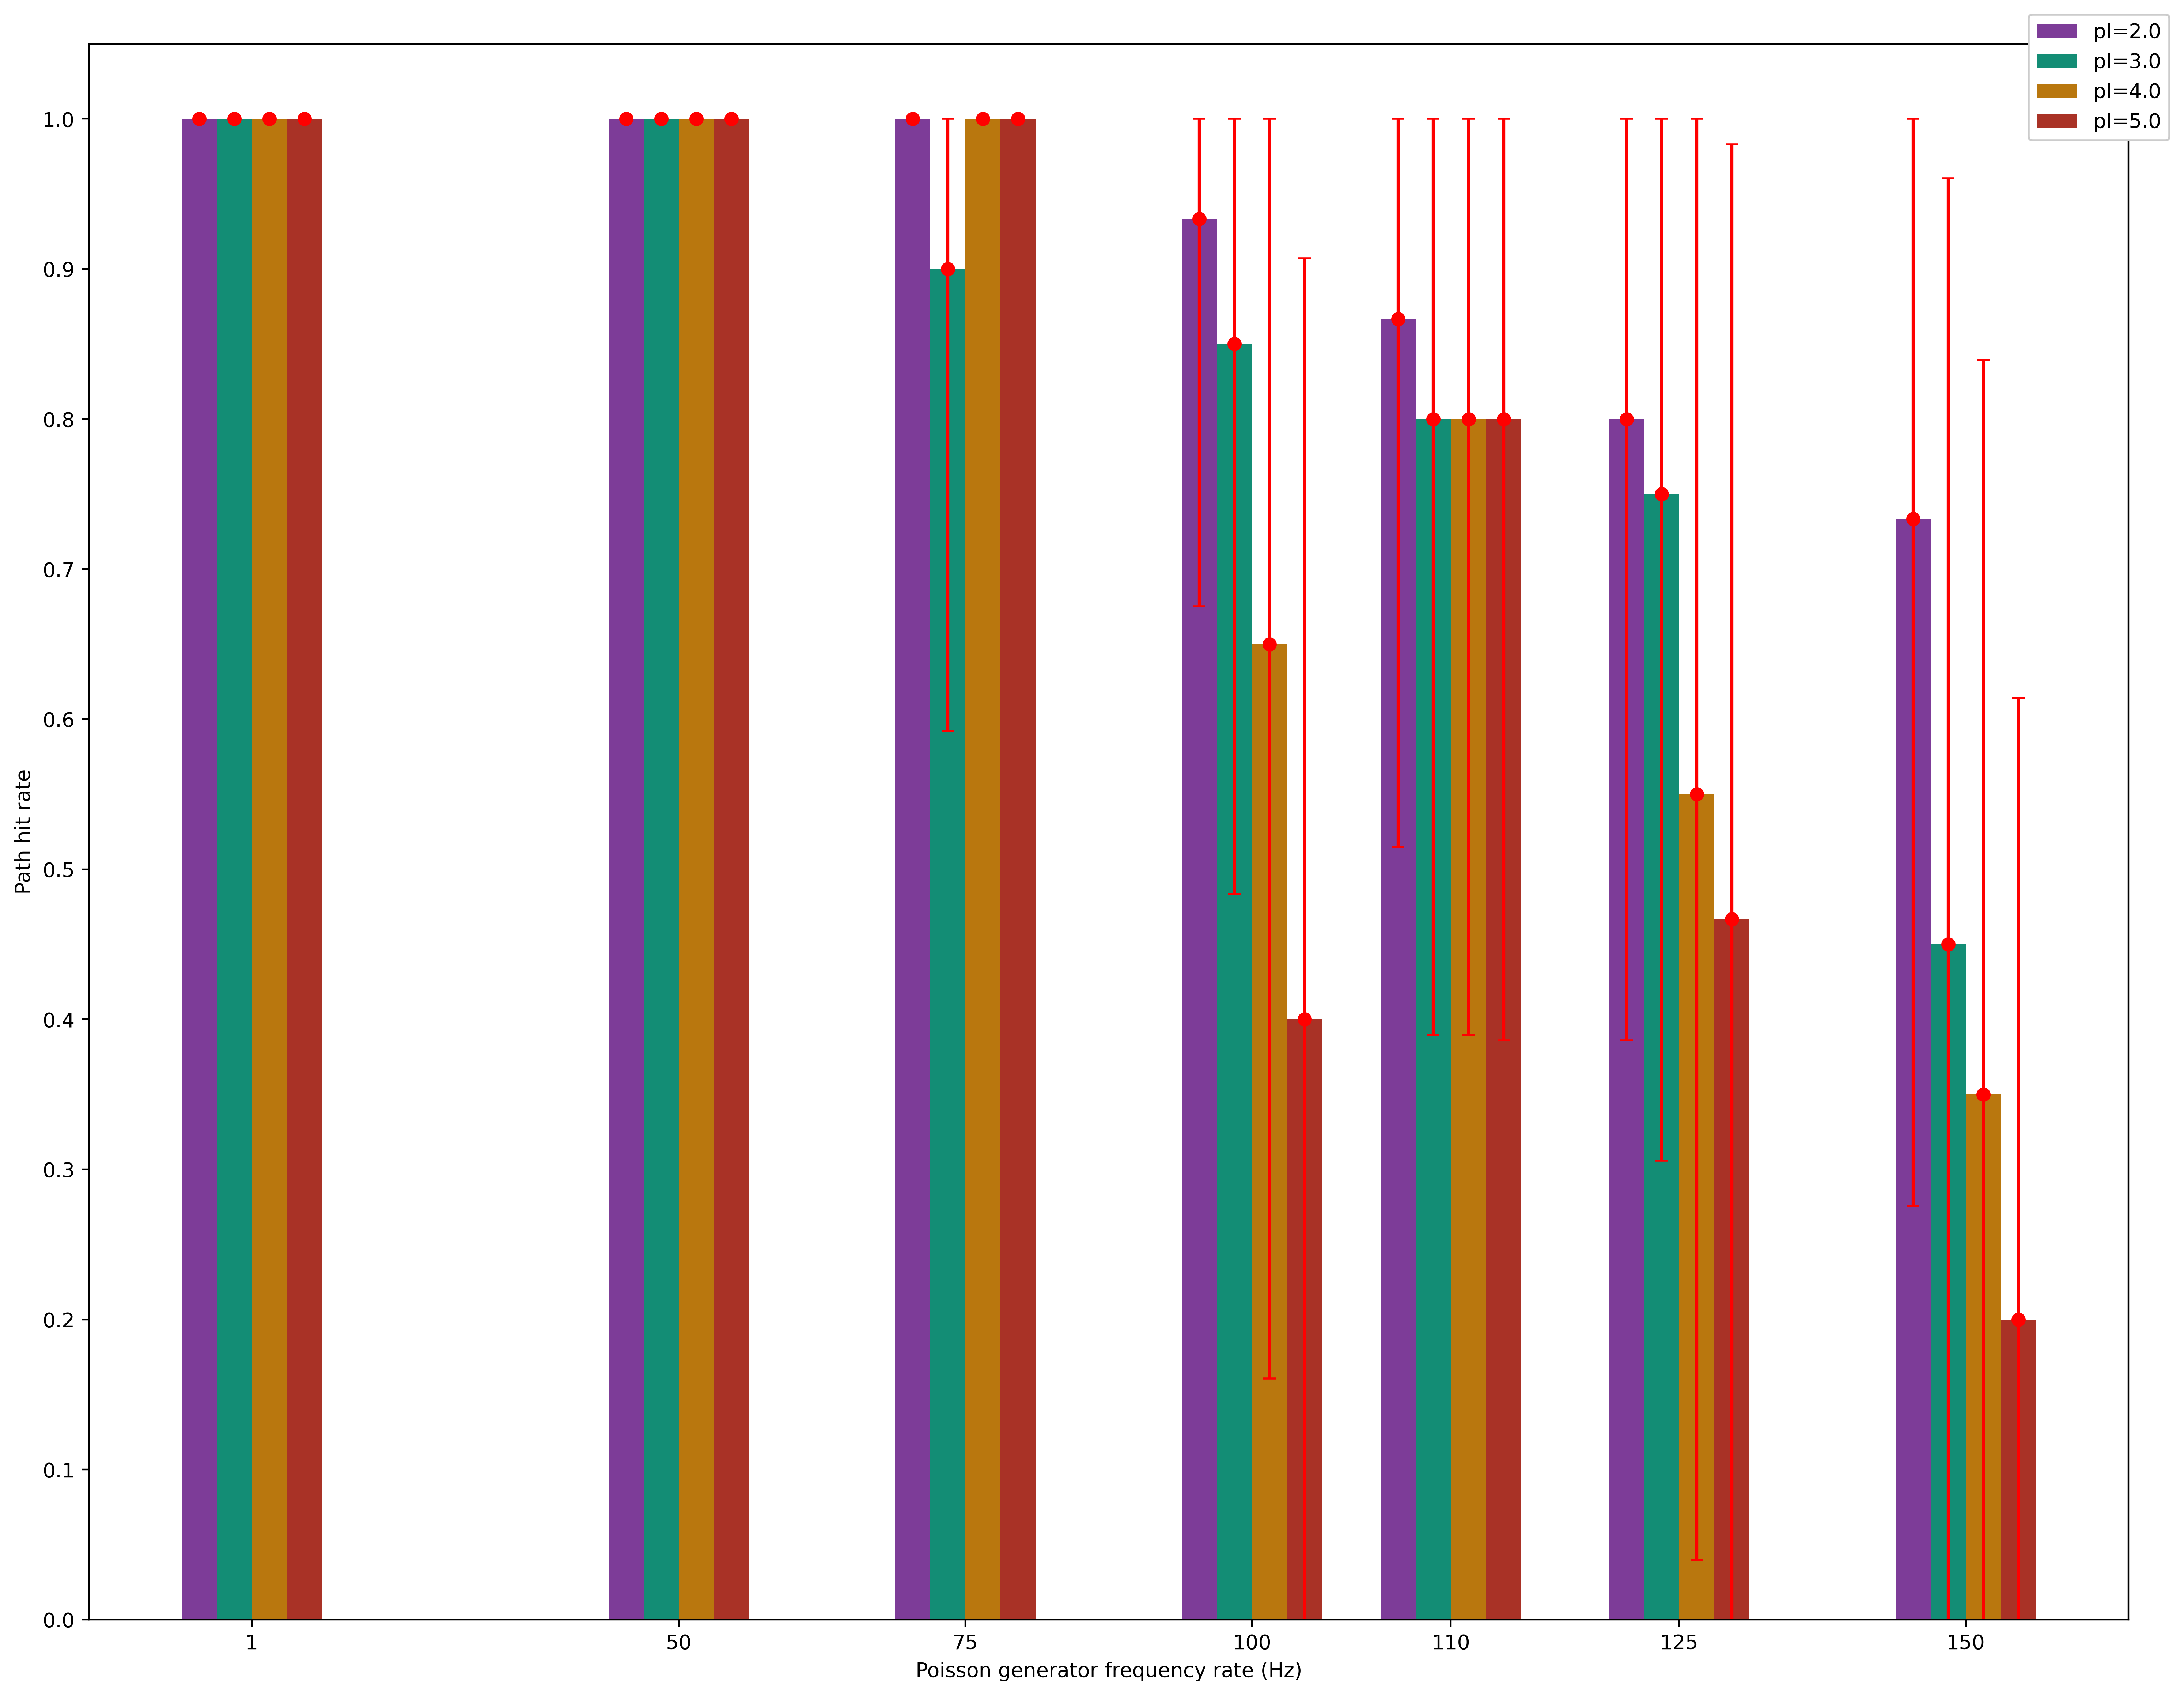 pl=2.0
pl=3.0
pl=4.0
pl=5.0
1.0
0.9
0.8
0.7
0.6
0.5
0.4
0.3
0.2
0.1
0.0
Path hit rate
1 50 75 100 110 125 150
Poisson generator frequency rate (Hz)